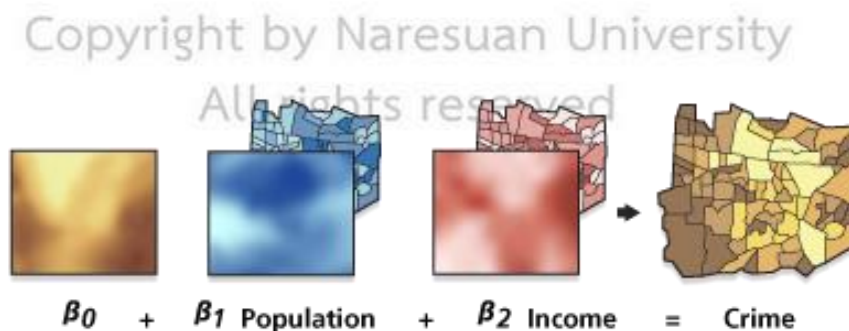 Copyright by Naresuan University
All rights reserved
β0 + β1 Population + β2 Income = Crime